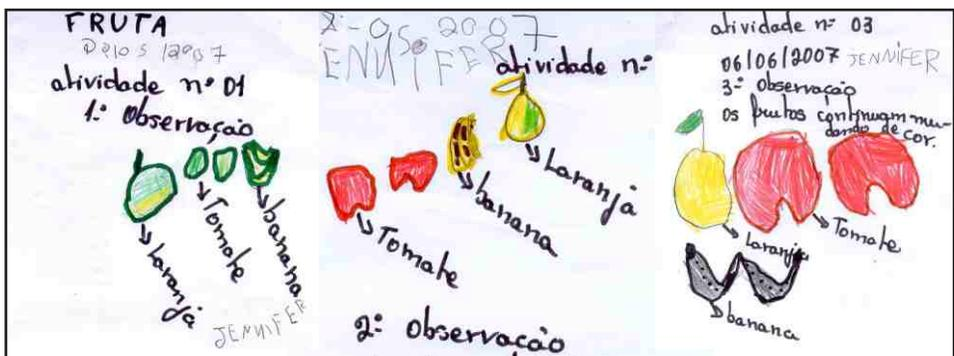 FRUTA
atividade nº 01
1ª Observação
Laranja
Tomate
banana
JENNIFER
2-05-2007
ENNIFER
atividade nº
Laranja
banana
Tomate
2ª Observação
atividade nº 03
06/06/2007 JENNIFER
3ª Observação
Os frutos continuam mu-
dando de cor.
Laranja
Tomate
banana